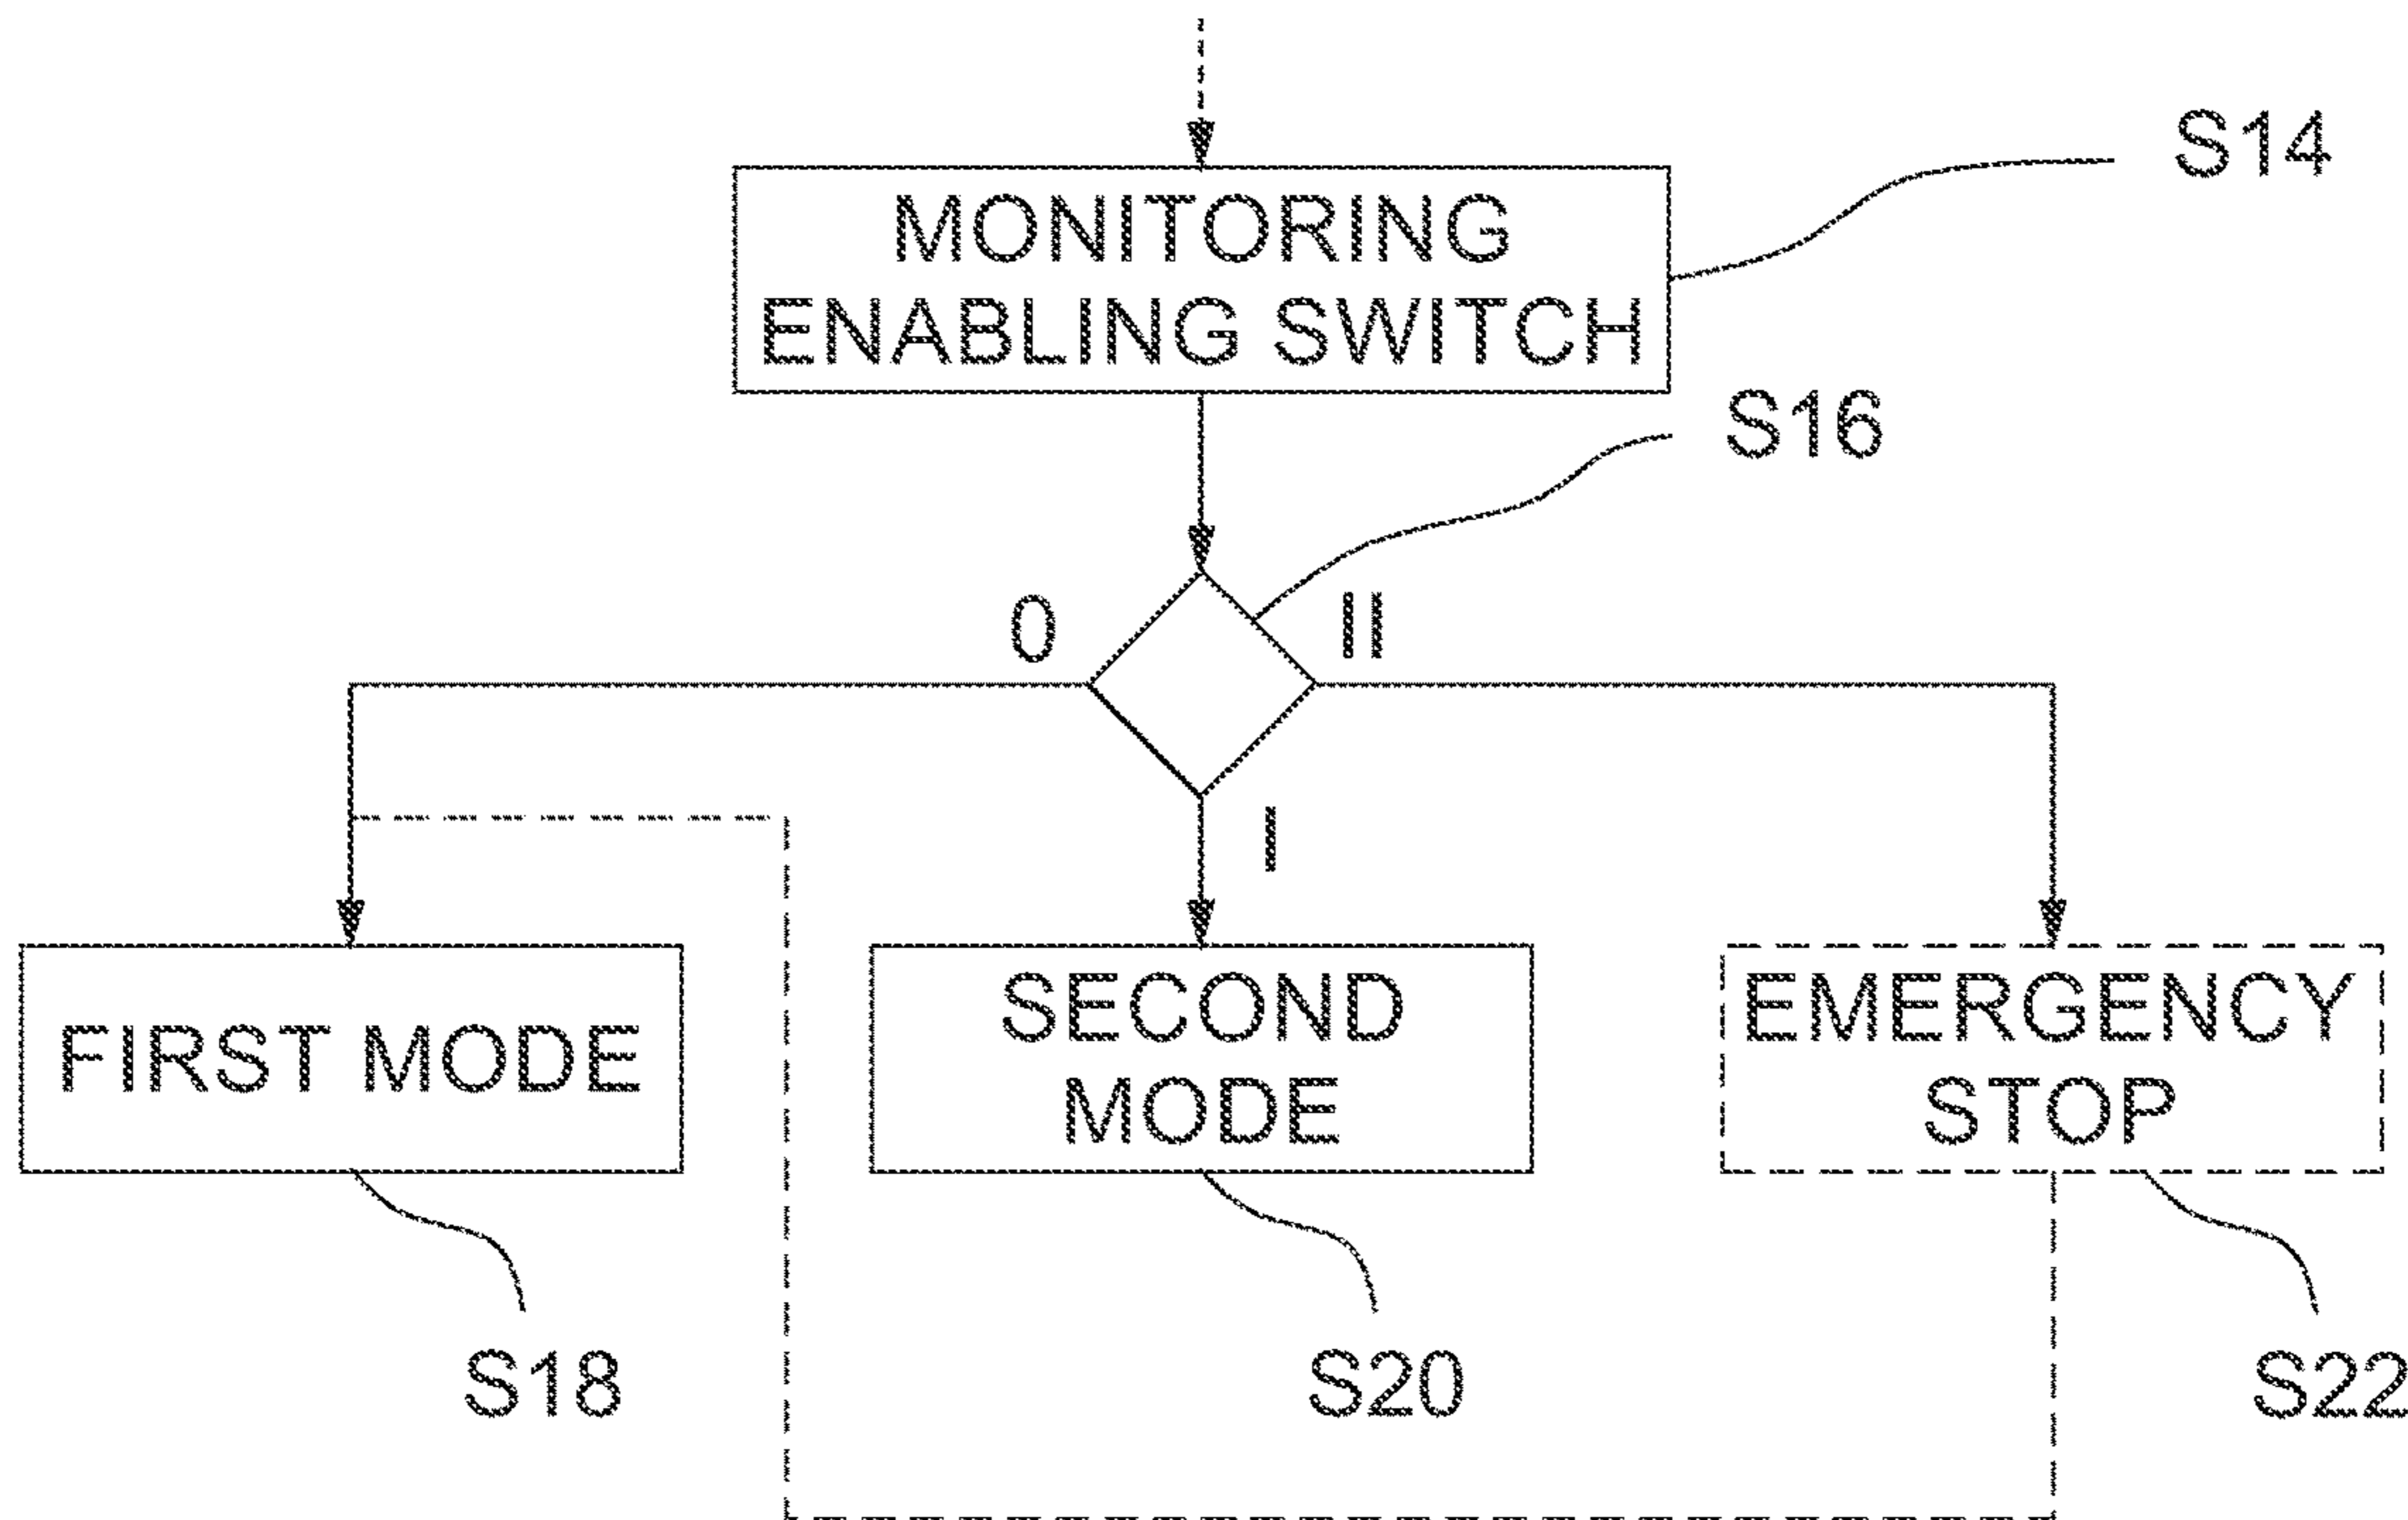 S14
MONITORING
ENABLING SWITCH
S16
0
II
I
FIRST MODE
SECOND
MODE
EMERGENCY
STOP
S18
S20
S22